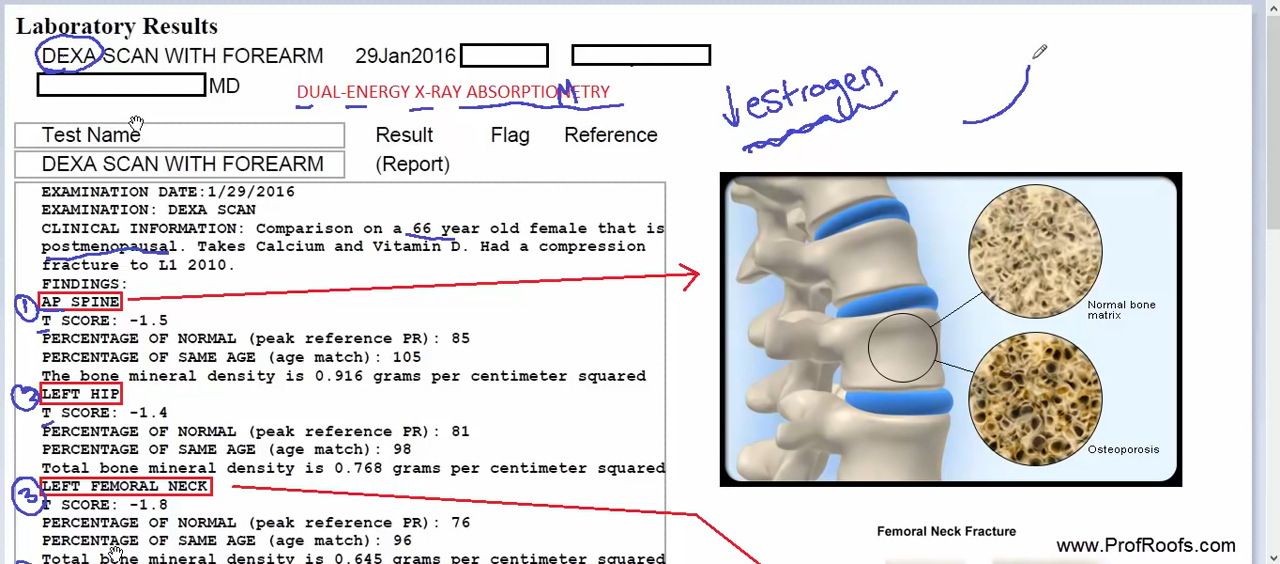 Laboratory Results
DEXA SCAN WITH FOREARM 29Jan2016
MD
DUAL-ENERGY X-RAY ABSORPTIOMETRY
↓estrogen
Test Name Result Flag Reference
DEXA SCAN WITH FOREARM (Report)
EXAMINATION DATE:1/29/2016
EXAMINATION: DEXA SCAN
CLINICAL INFORMATION: Comparison on a 66 year old female that is
postmenopausal. Takes Calcium and Vitamin D. Had a compression
fracture to L1 2010.
FINDINGS:
1 AP SPINE
T SCORE: -1.5
PERCENTAGE OF NORMAL (peak reference PR): 85
PERCENTAGE OF SAME AGE (age match): 105
The bone mineral density is 0.916 grams per centimeter squared
2 LEFT HIP
T SCORE: -1.4
PERCENTAGE OF NORMAL (peak reference PR): 81
PERCENTAGE OF SAME AGE (age match): 98
Total bone mineral density is 0.768 grams per centimeter squared
3 LEFT FEMORAL NECK
T SCORE: -1.8
PERCENTAGE OF NORMAL (peak reference PR): 76
PERCENTAGE OF SAME AGE (age match): 96
Total bone mineral density is 0.645 grams per centimeter squared
Normal bone
matrix
Osteoporosis
Femoral Neck Fracture
www.ProfRoofs.com